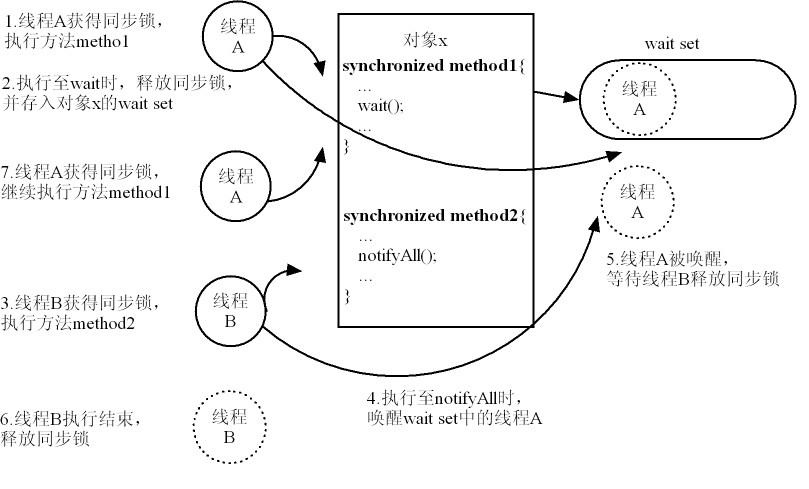 1.线程A获得同步锁，
执行方法metho1
线程
A
2.执行至wait时，释放同步锁，
并存入对象x的wait set
7.线程A获得同步锁，
继续执行方法method1
线程
A
3.线程B获得同步锁，
执行方法method2
线程
B
6.线程B执行结束，
释放同步锁
线程
B
对象x
synchronized method1{
...
wait();
...
}
synchronized method2{
...
notifyAll();
...
}
4.执行至notifyAll时，
唤醒wait set中的线程A
wait set
线程
A
线程
A
5.线程A被唤醒，
等待线程B释放同步锁